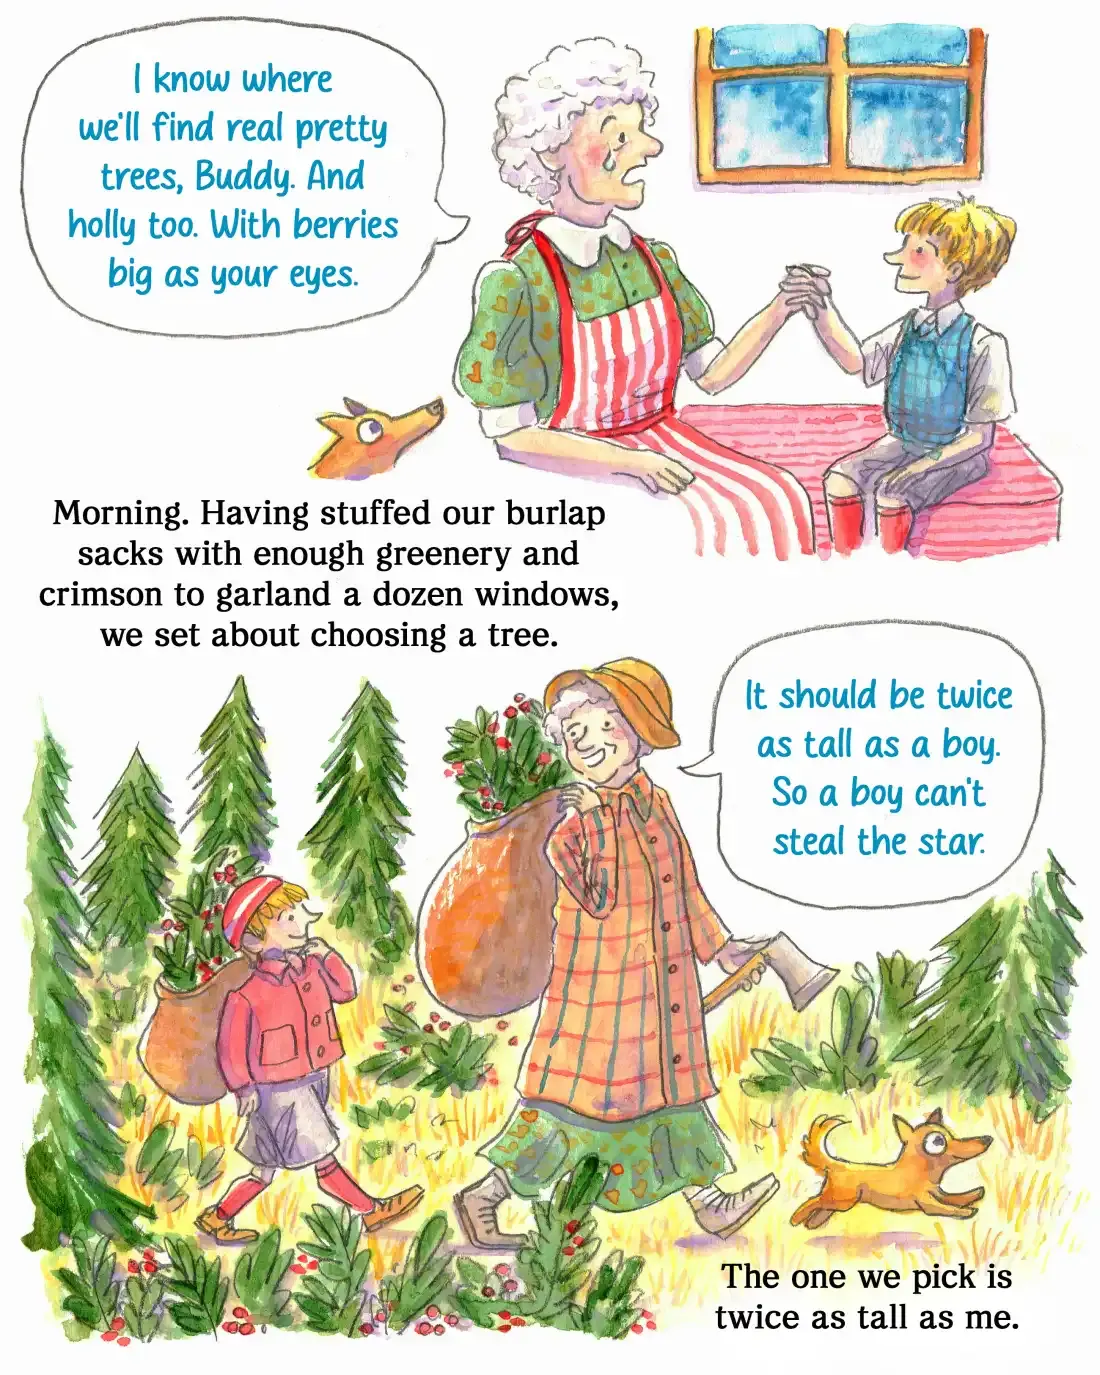 I know where
we'll find real pretty
trees, Buddy. And
holly too. With berries
big as your eyes.
Morning. Having stuffed our burlap
sacks with enough greenery and
crimson to garland a dozen windows,
we set about choosing a tree.
It should be twice
as tall as a boy.
So a boy can't
steal the star.
The one we pick is
twice as tall as me.